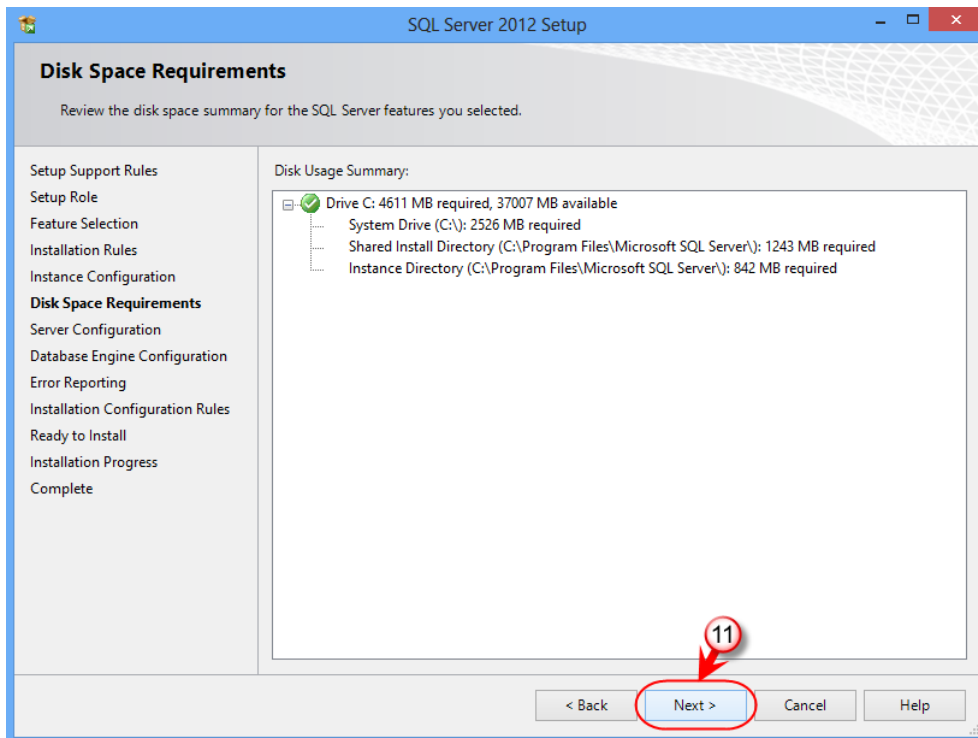 SQL Server 2012 Setup
Disk Space Requirements
Review the disk space summary for the SQL Server features you selected.
Setup Support Rules
Setup Role
Feature Selection
Installation Rules
Instance Configuration
Disk Space Requirements
Server Configuration
Database Engine Configuration
Error Reporting
Installation Configuration Rules
Ready to Install
Installation Progress
Complete
Disk Usage Summary:
Drive C: 4611 MB required, 37007 MB available
System Drive (C:\): 2526 MB required
Shared Install Directory (C:\Program Files\Microsoft SQL Server\): 1243 MB required
Instance Directory (C:\Program Files\Microsoft SQL Server\): 842 MB required
11
< Back Next > Cancel Help